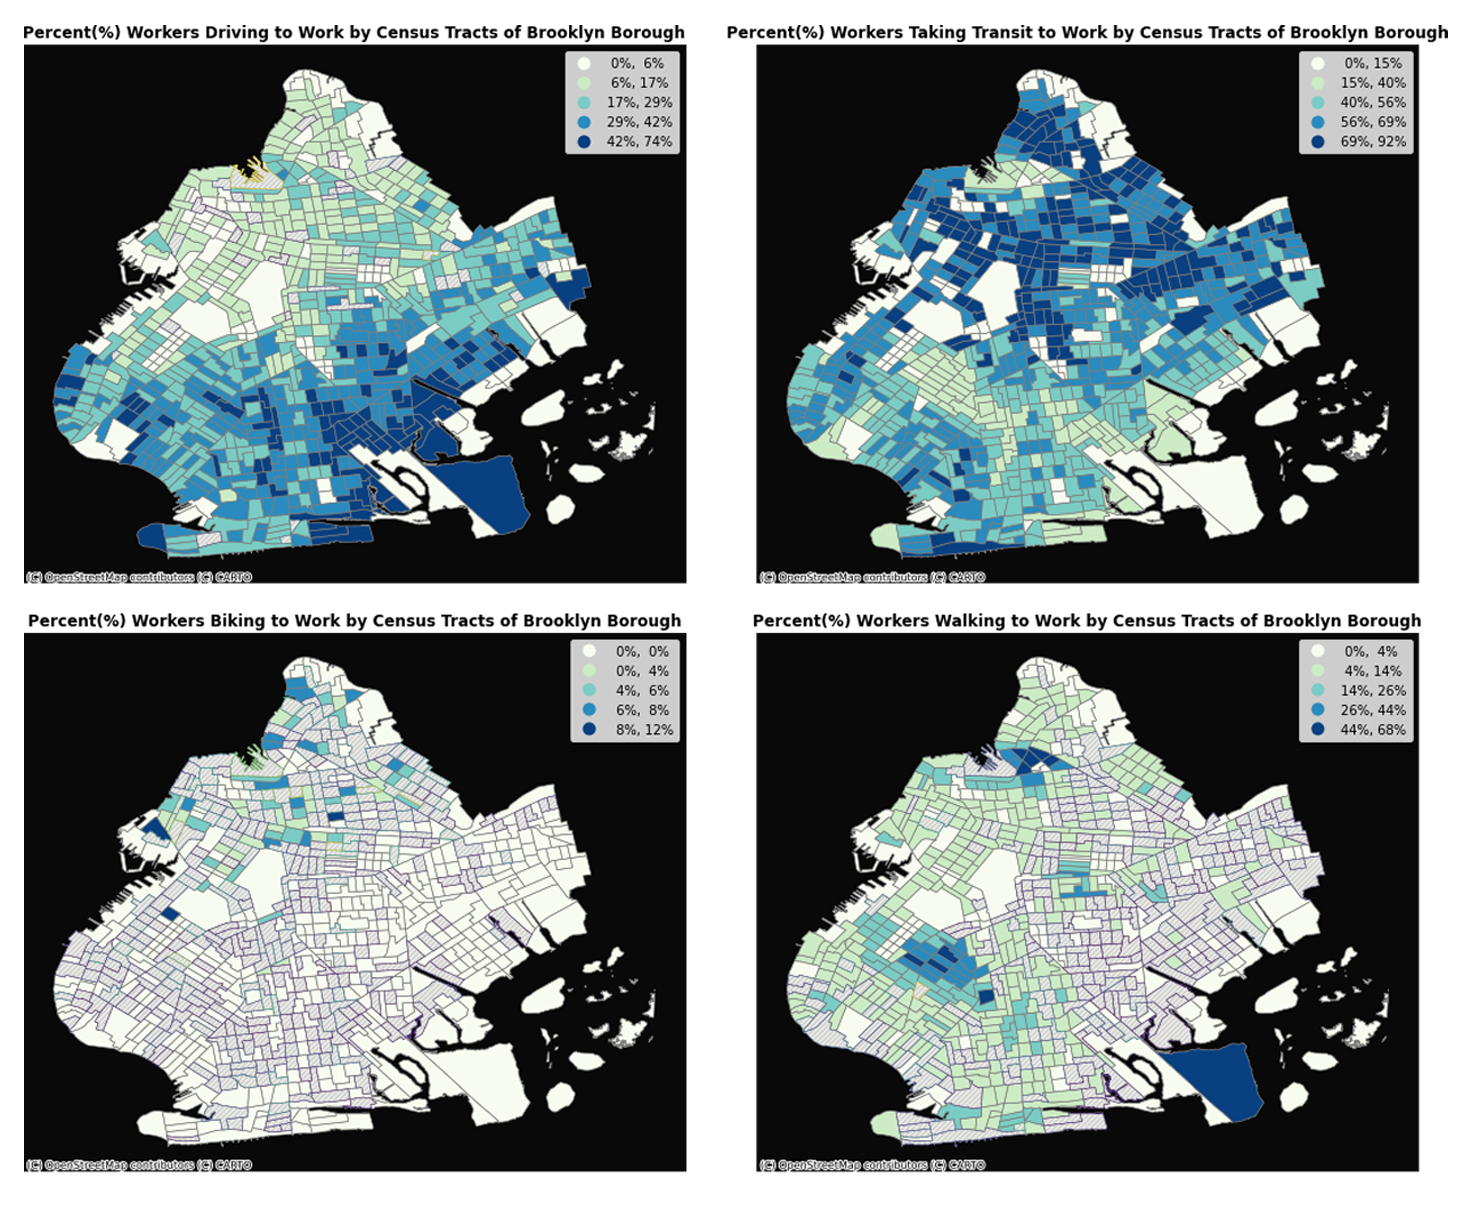 Percent(%) Workers Driving to Work by Census Tracts of Brooklyn Borough
0%, 6%
6%, 17%
17%, 29%
29%, 42%
42%, 74%
(C) OpenStreetMap contributors (C) CARTO
Percent(%) Workers Taking Transit to Work by Census Tracts of Brooklyn Borough
0%, 15%
15%, 40%
40%, 56%
56%, 69%
69%, 92%
(C) OpenStreetMap contributors (C) CARTO
Percent(%) Workers Biking to Work by Census Tracts of Brooklyn Borough
0%, 0%
0%, 4%
4%, 6%
6%, 8%
8%, 12%
(C) OpenStreetMap contributors (C) CARTO
Percent(%) Workers Walking to Work by Census Tracts of Brooklyn Borough
0%, 4%
4%, 14%
14%, 26%
26%, 44%
44%, 68%
(C) OpenStreetMap contributors (C) CARTO